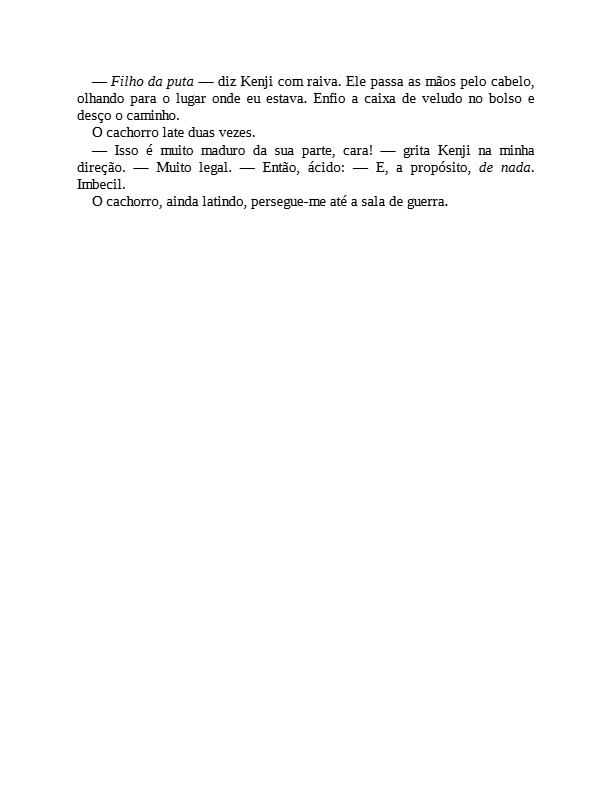 — Filho da puta — diz Kenji com raiva. Ele passa as mãos pelo cabelo,
olhando para o lugar onde eu estava. Enfio a caixa de veludo no bolso e
desço o caminho.
O cachorro late duas vezes.
— Isso é muito maduro da sua parte, cara! — grita Kenji na minha
direção. — Muito legal. — Então, ácido: — E, a propósito, de nada.
Imbecil.
O cachorro, ainda latindo, persegue-me até a sala de guerra.